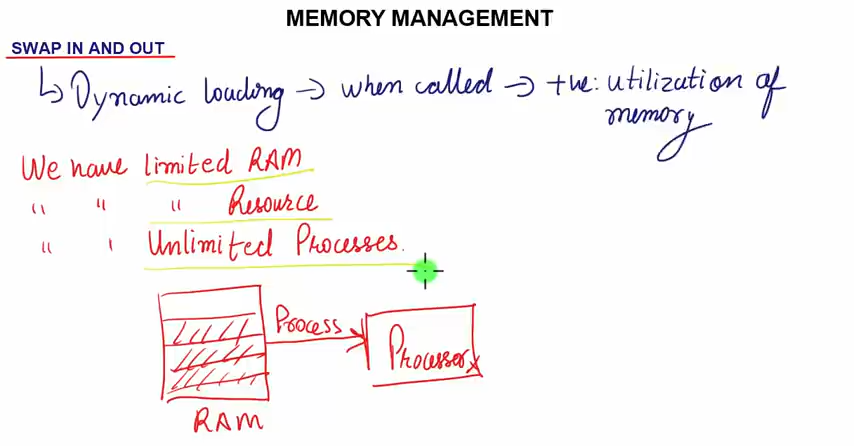 MEMORY MANAGEMENT
SWAP IN AND OUT
↳ Dynamic loading → when called → +ve: utilization of
memory
We have limited RAM
" " " Resource
" " Unlimited Processes.
Process
Processor
RAM